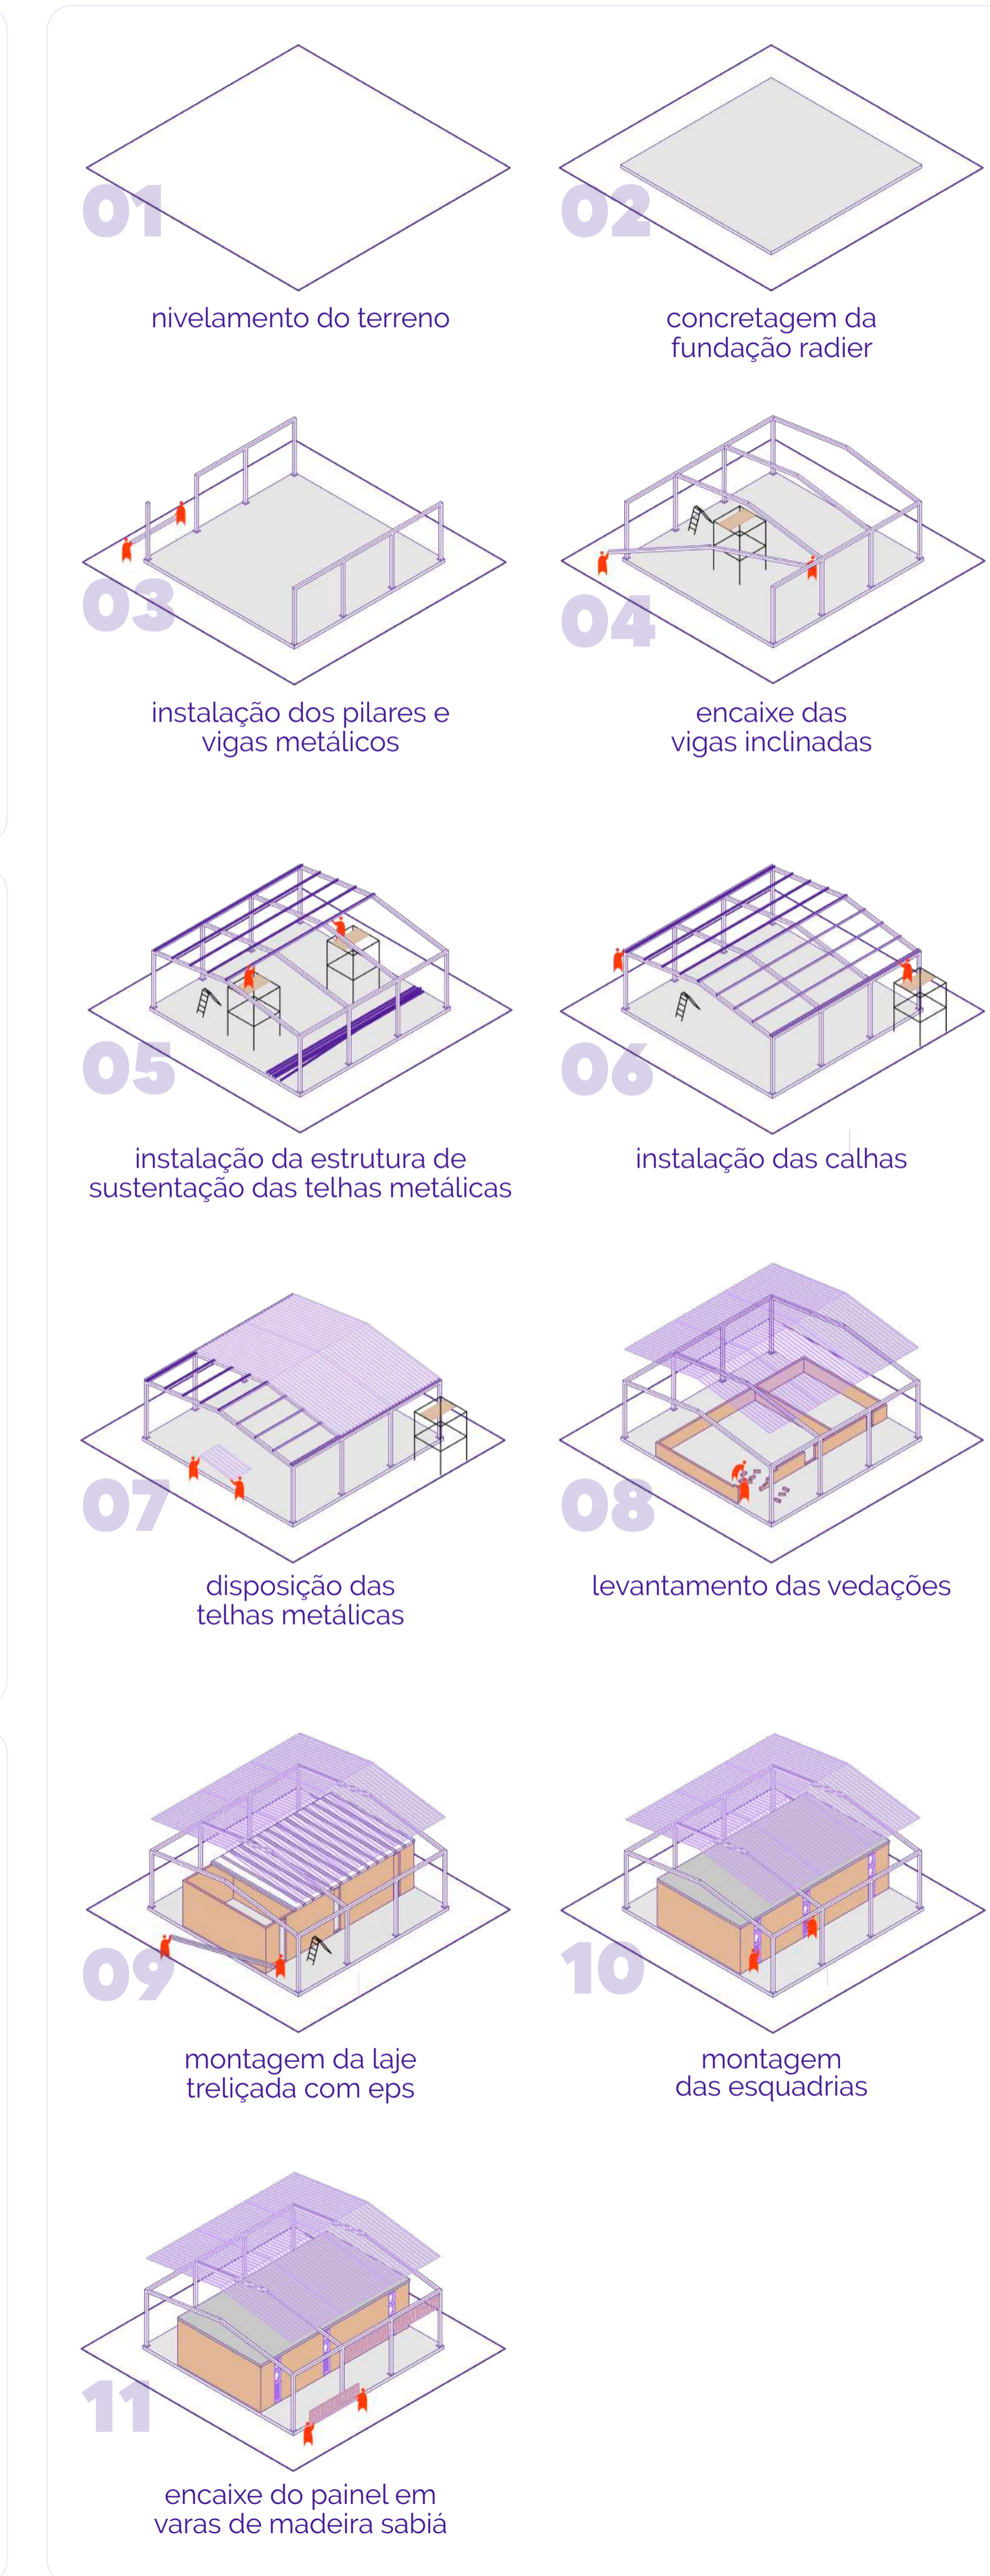 01
nivelamento do terreno
02
concretagem da
fundação radier
03
instalação dos pilares e
vigas metálicos
04
encaixe das
vigas inclinadas
05
instalação da estrutura de
sustentação das telhas metálicas
06
instalação das calhas
07
disposição das
telhas metálicas
08
levantamento das vedações
09
montagem da laje
treliçada com eps
10
montagem
das esquadrias
11
encaixe do painel em
varas de madeira sabiá